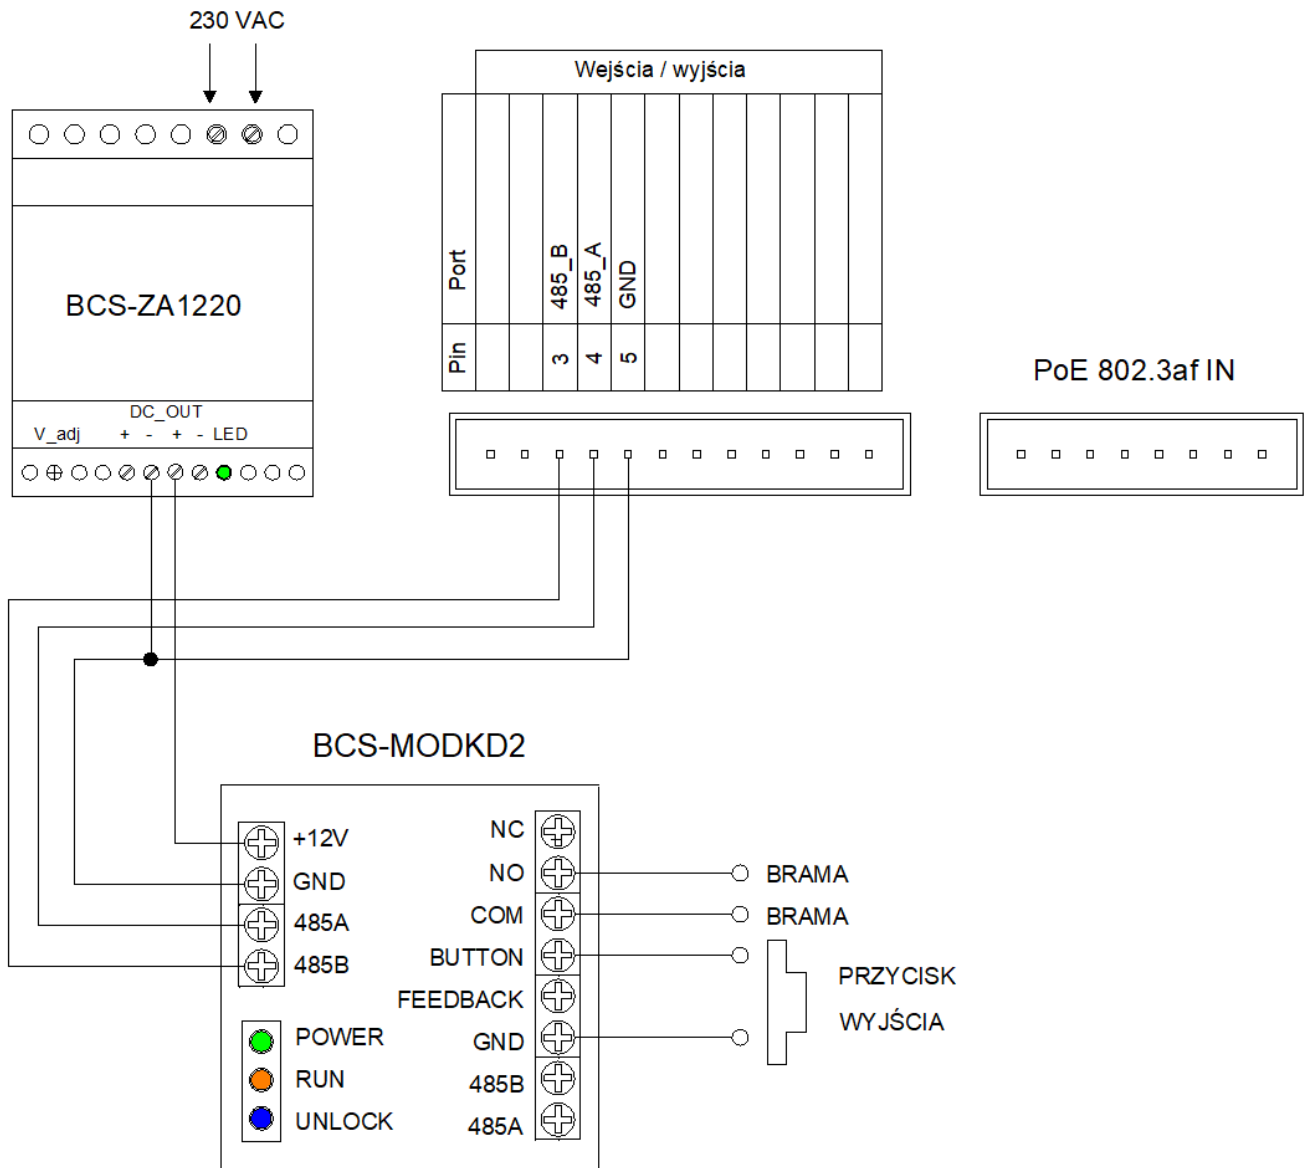 230 VAC
BCS-ZA1220
DC_OUT
V_adj + - + - LED
Wejścia / wyjścia
Port 485_B 485_A GND
Pin 3 4 5
PoE 802.3af IN
BCS-MODKD2
+12V
GND
485A
485B
POWER
RUN
UNLOCK
NC
NO
COM
BUTTON
FEEDBACK
GND
485B
485A
BRAMA
BRAMA
PRZYCISK
WYJŚCIA